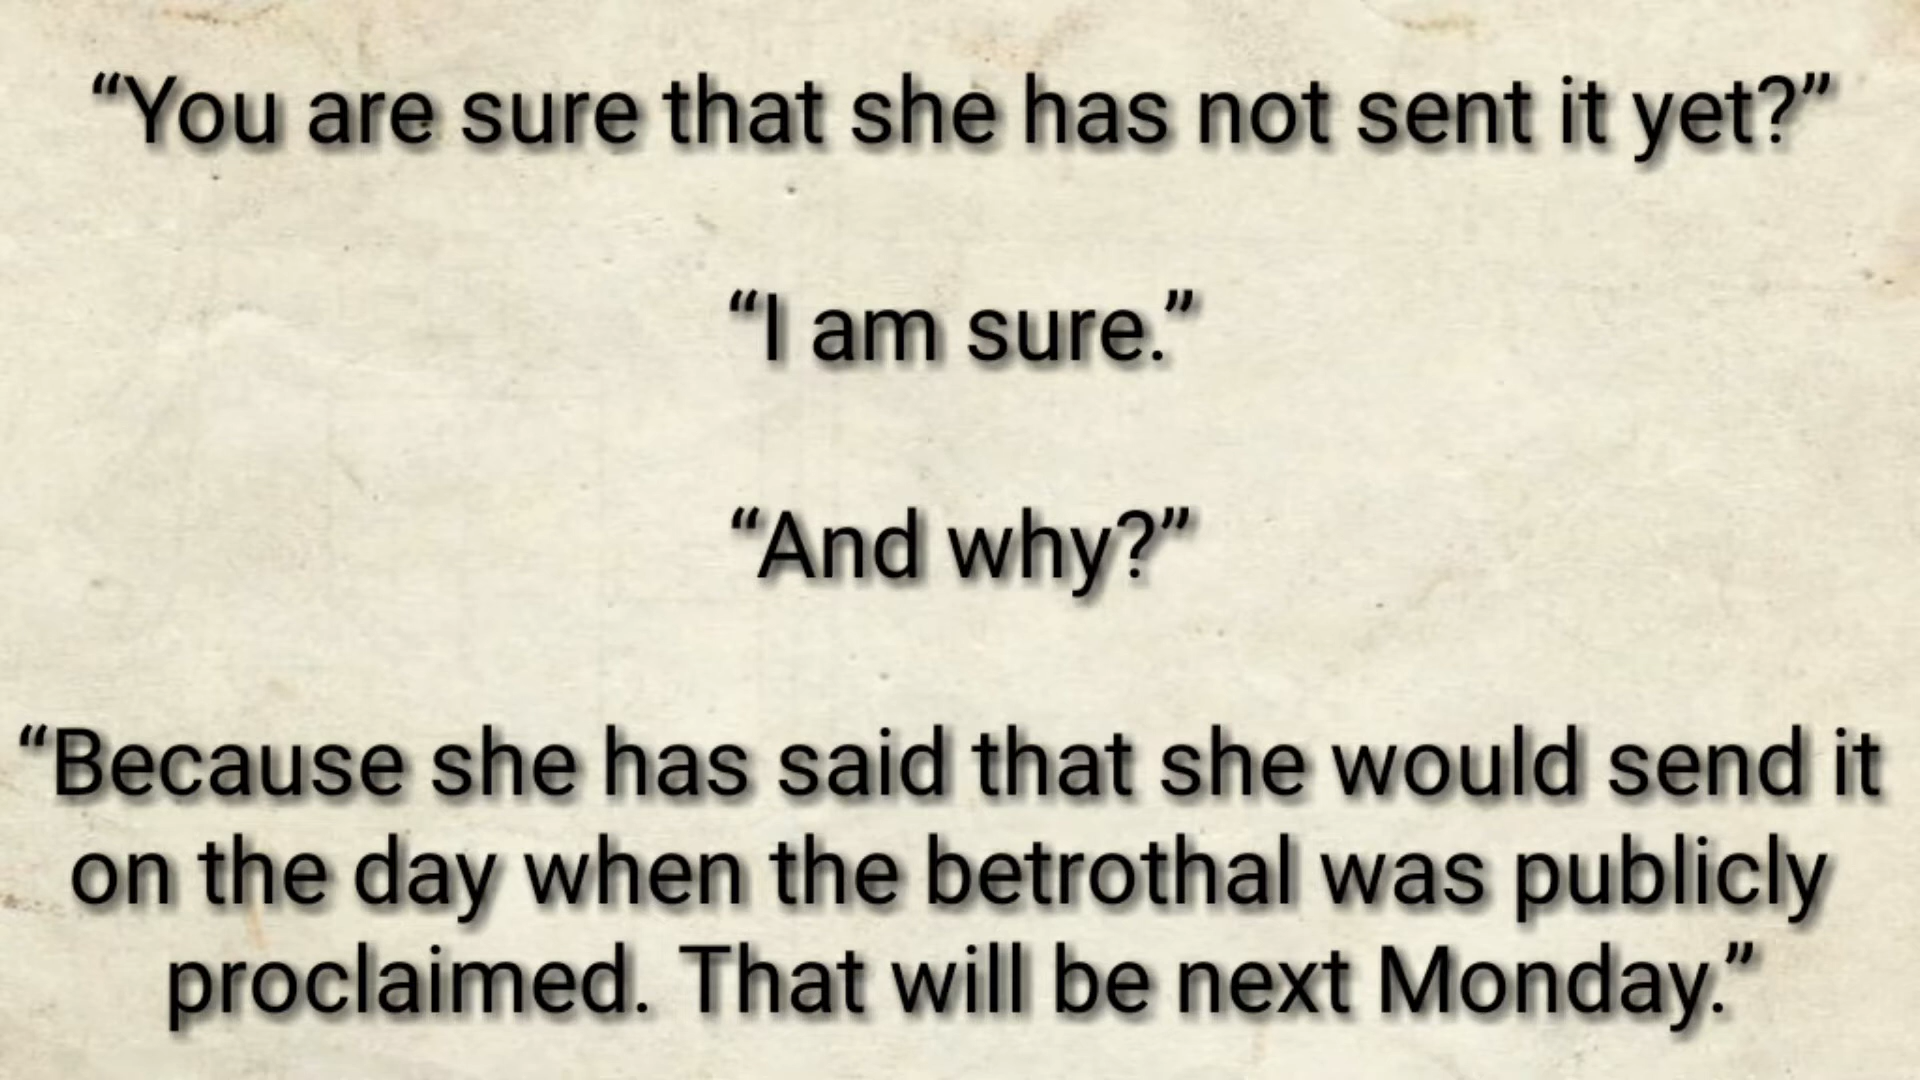 “You are sure that she has not sent it yet?”
“I am sure.”
“And why?”
“Because she has said that she would send it
on the day when the betrothal was publicly
proclaimed. That will be next Monday.”